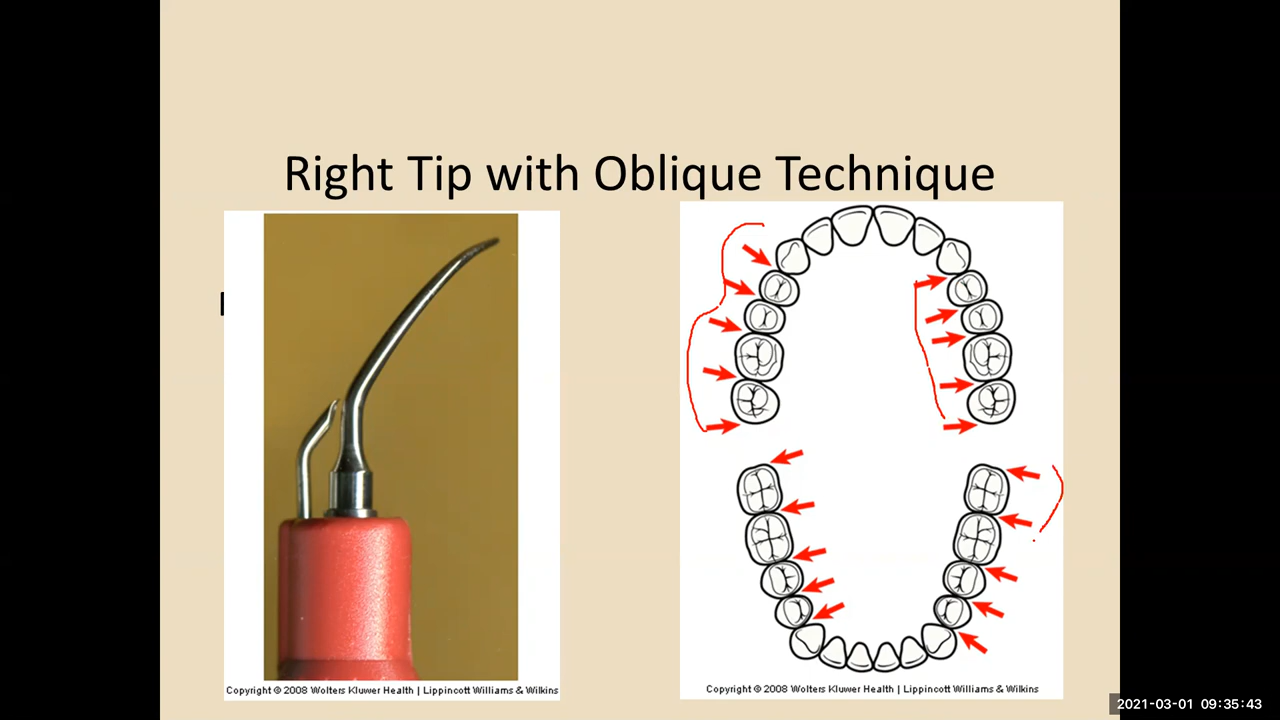 Right Tip with Oblique Technique
Copyright © 2008 Wolters Kluwer Health | Lippincott Williams & Wilkins
Copyright © 2008 Wolters Kluwer Health | Lippincott Williams & Wilkins
2021-03-01 09:35:43